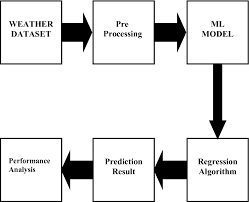 WEATHER
DATASET
Pre
Processing
ML
MODEL
Regression
Algorithm
Prediction
Result
Performance
Analysis